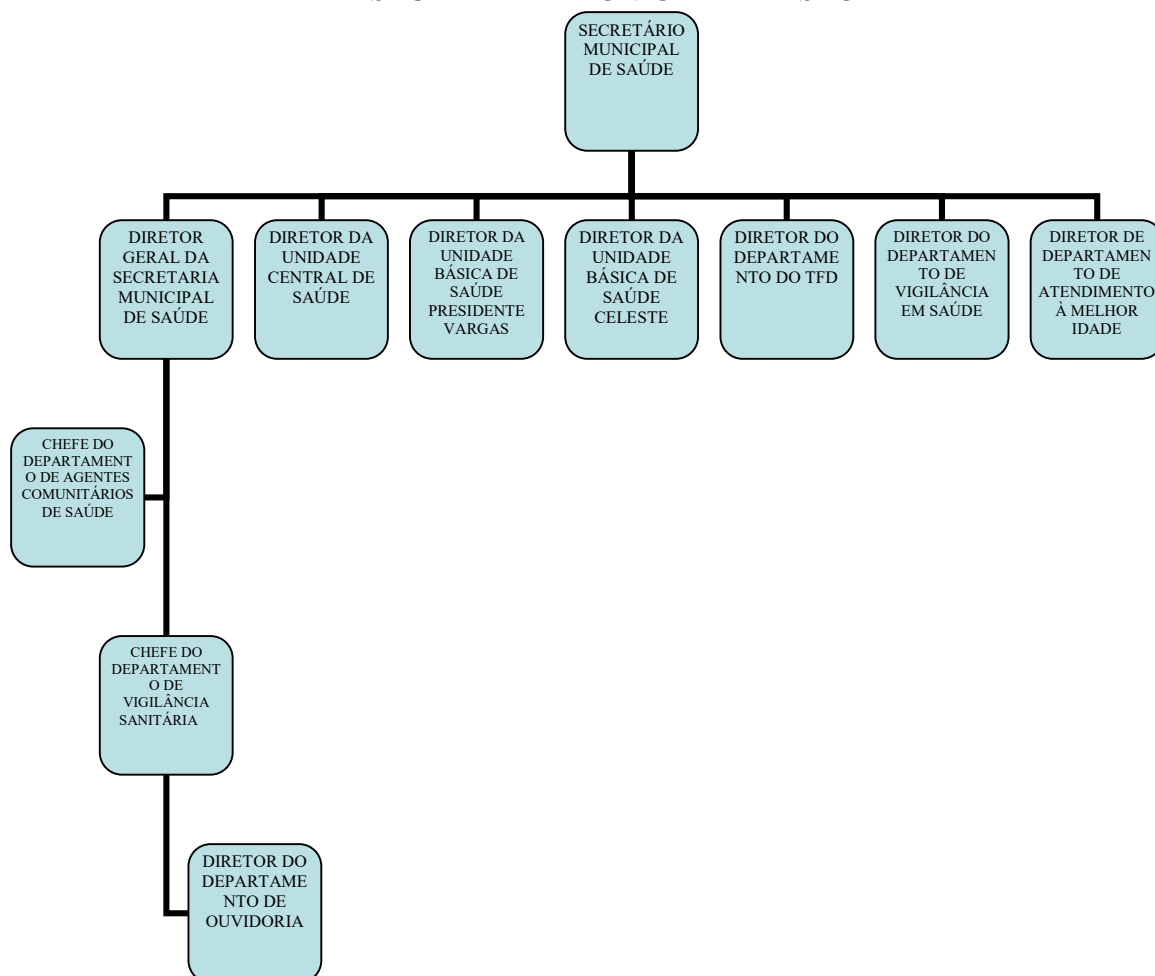 SECRETÁRIO
MUNICIPAL
DE SAÚDE
DIRETOR
GERAL DA
SECRETARIA
MUNICIPAL
DE SAÚDE
DIRETOR DA
UNIDADE
CENTRAL DE
SAÚDE
DIRETOR DA
UNIDADE
BÁSICA DE
SAÚDE
PRESIDENTE
VARGAS
DIRETOR DA
UNIDADE
BÁSICA DE
SAÚDE
CELESTE
DIRETOR DO
DEPARTAME
NTO DO TFD
DIRETOR DO
DEPARTAMEN
TO DE
VIGILÂNCIA
EM SAÚDE
DIRETOR DE
DEPARTAMEN
TO DE
ATENDIMENTO
À MELHOR
IDADE
CHEFE DO
DEPARTAMENT
O DE AGENTES
COMUNITÁRIOS
DE SAÚDE
CHEFE DO
DEPARTAMENT
O DE
VIGILÂNCIA
SANITÁRIA
DIRETOR DO
DEPARTAME
NTO DE
OUVIDORIA